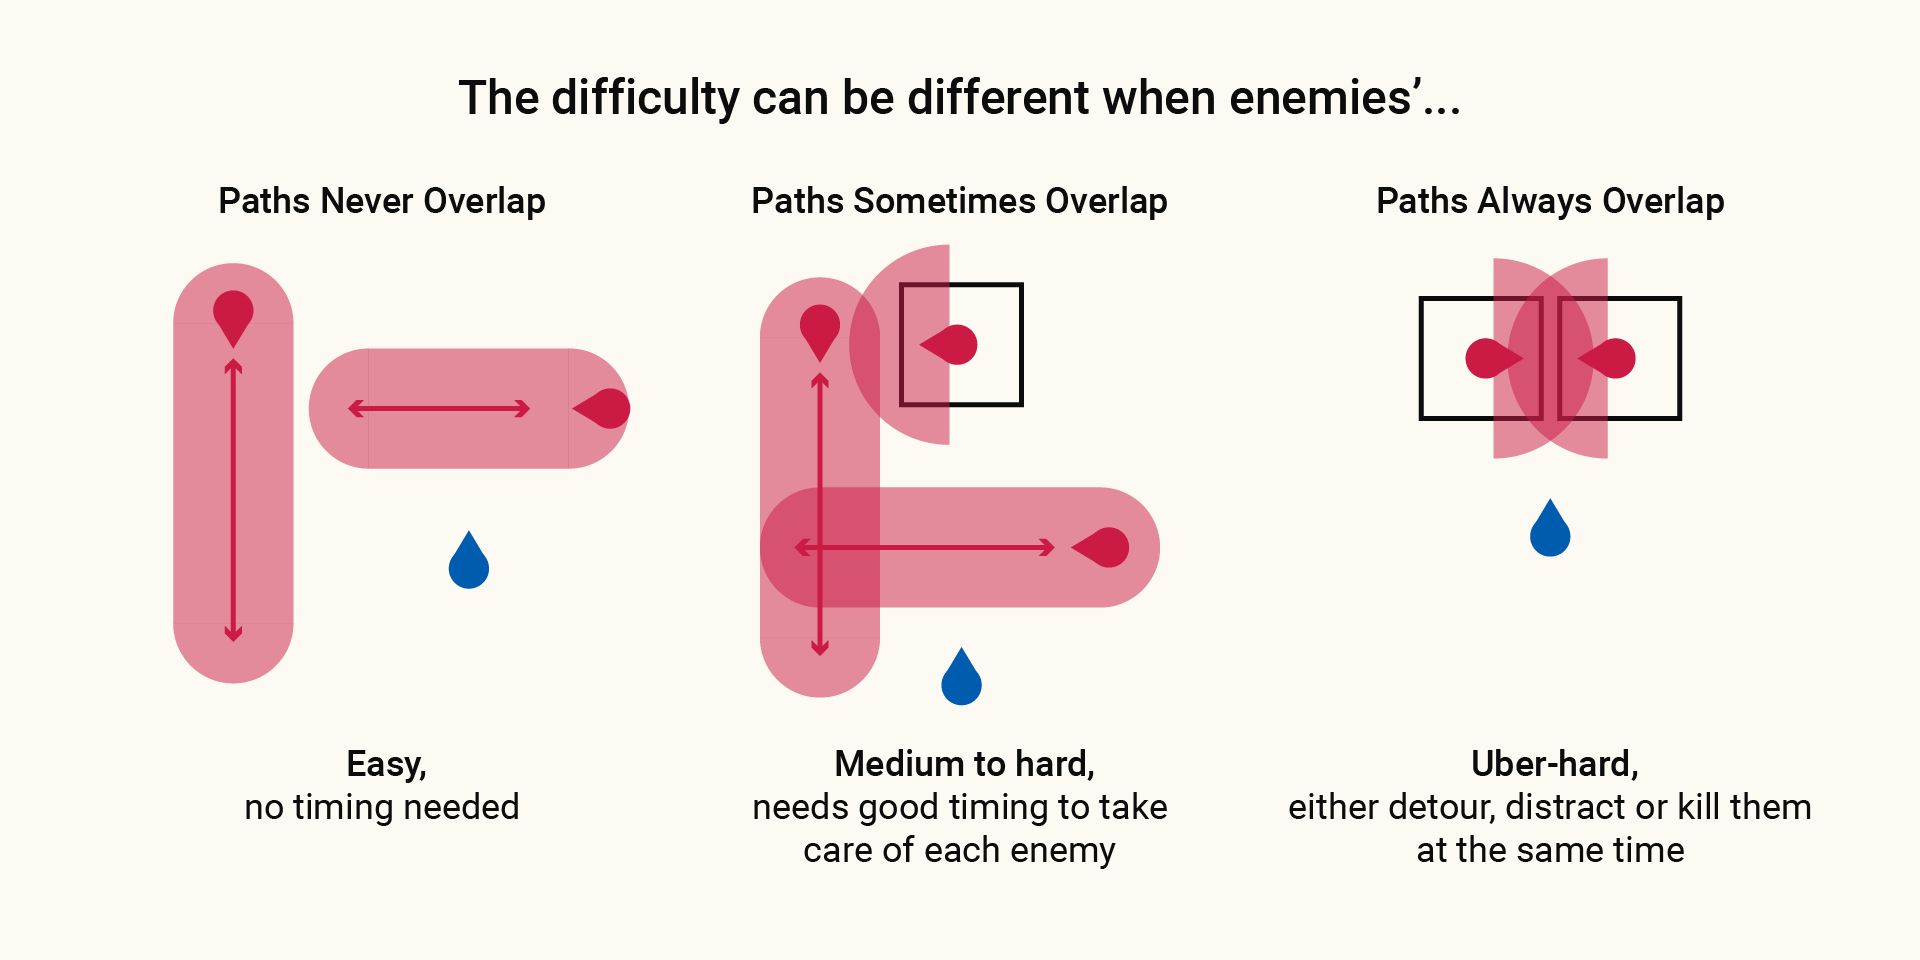 The difficulty can be different when enemies’...
Paths Never Overlap
Paths Sometimes Overlap
Paths Always Overlap
Easy,
no timing needed
Medium to hard,
needs good timing to take
care of each enemy
Uber-hard,
either detour, distract or kill them
at the same time